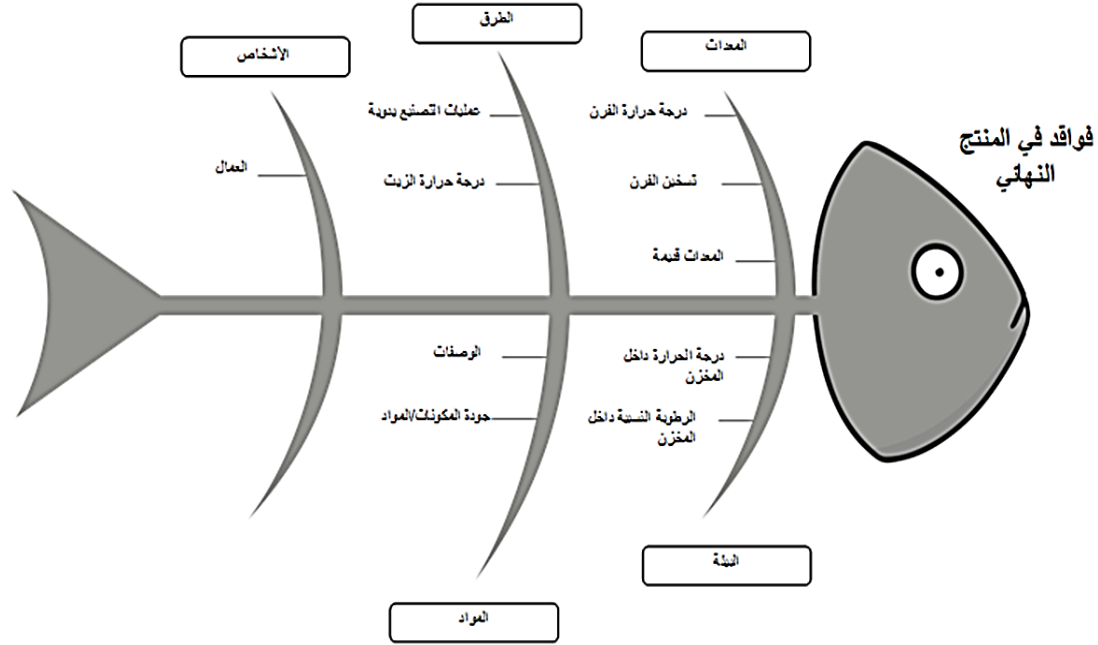 الطرق
المعدات
الأشخاص
درجة حرارة الفرن
عمليات التصنيع يدوية
فواقد في المنتج
النهائي
العمال
تسخين الفرن
درجة حرارة الزيت
المعدات قديمة
درجة الحرارة داخل
المخزن
الوصفات
الرطوبة النسبية داخل
المخزن
جودة المكونات/المواد
البيئة
المواد